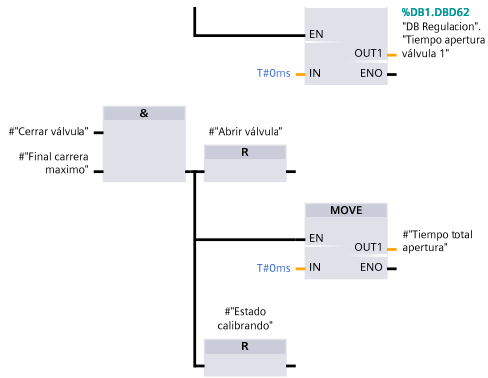 %DB1.DBD62
"DB Regulacion".
"Tiempo apertura
válvula 1"
EN
OUT1
T#0ms
IN
ENO
&
#"Cerrar válvula"
#"Final carrera
maximo"
#"Abrir válvula"
R
MOVE
EN
OUT1
#"Tiempo total
apertura"
T#0ms
IN
ENO
#"Estado
calibrando"
R